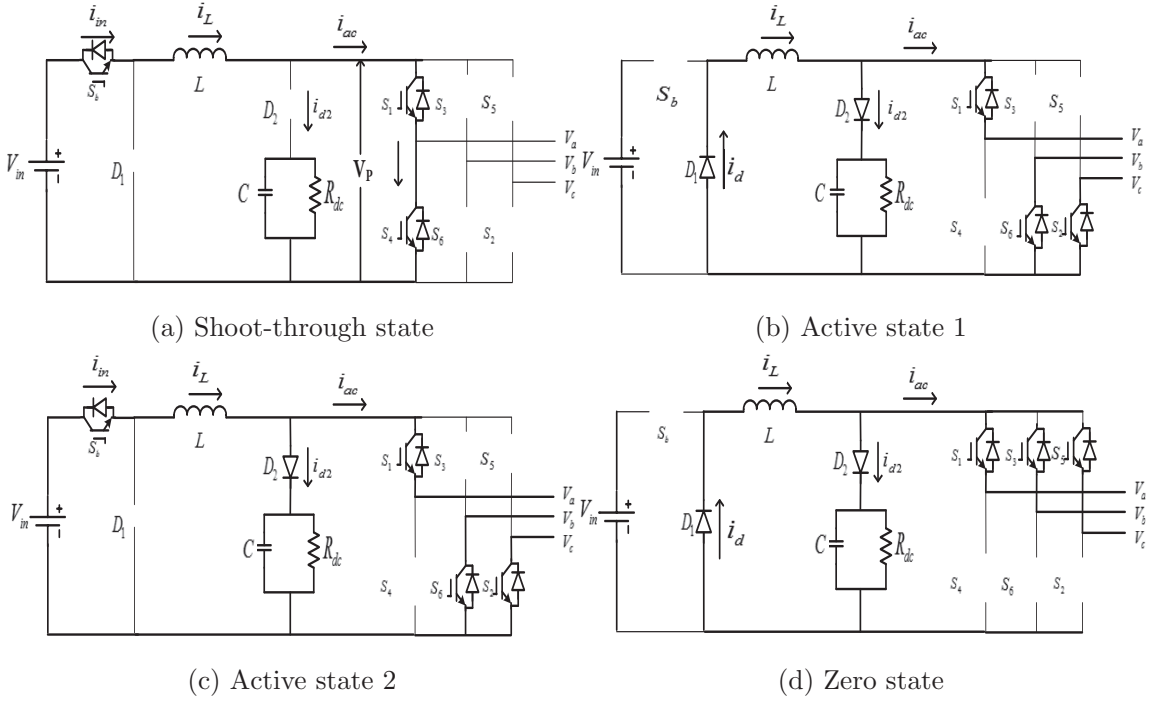 i_in
i_L
i_ac
S_b
L
D_2
i_d2
S_1
S_3
S_5
V_in
+
-
D_1
C
R_dc
V_P
V_a
V_b
V_c
S_4
S_6
S_2
(a) Shoot-through state
i_L
i_ac
S_b
L
D_2
i_d2
S_1
S_3
S_5
V_in
+
-
D_1
i_d
C
R_dc
V_a
V_b
V_c
S_4
S_6
S_2
(b) Active state 1
i_in
i_L
i_ac
S_b
L
D_2
i_d2
S_1
S_3
S_5
V_in
+
-
D_1
C
R_dc
V_a
V_b
V_c
S_4
S_6
S_2
(c) Active state 2
i_L
i_ac
S_b
L
D_2
i_d2
S_1
S_3
S_5
V_in
+
-
D_1
i_d
C
R_dc
V_a
V_b
V_c
S_4
S_6
S_2
(d) Zero state